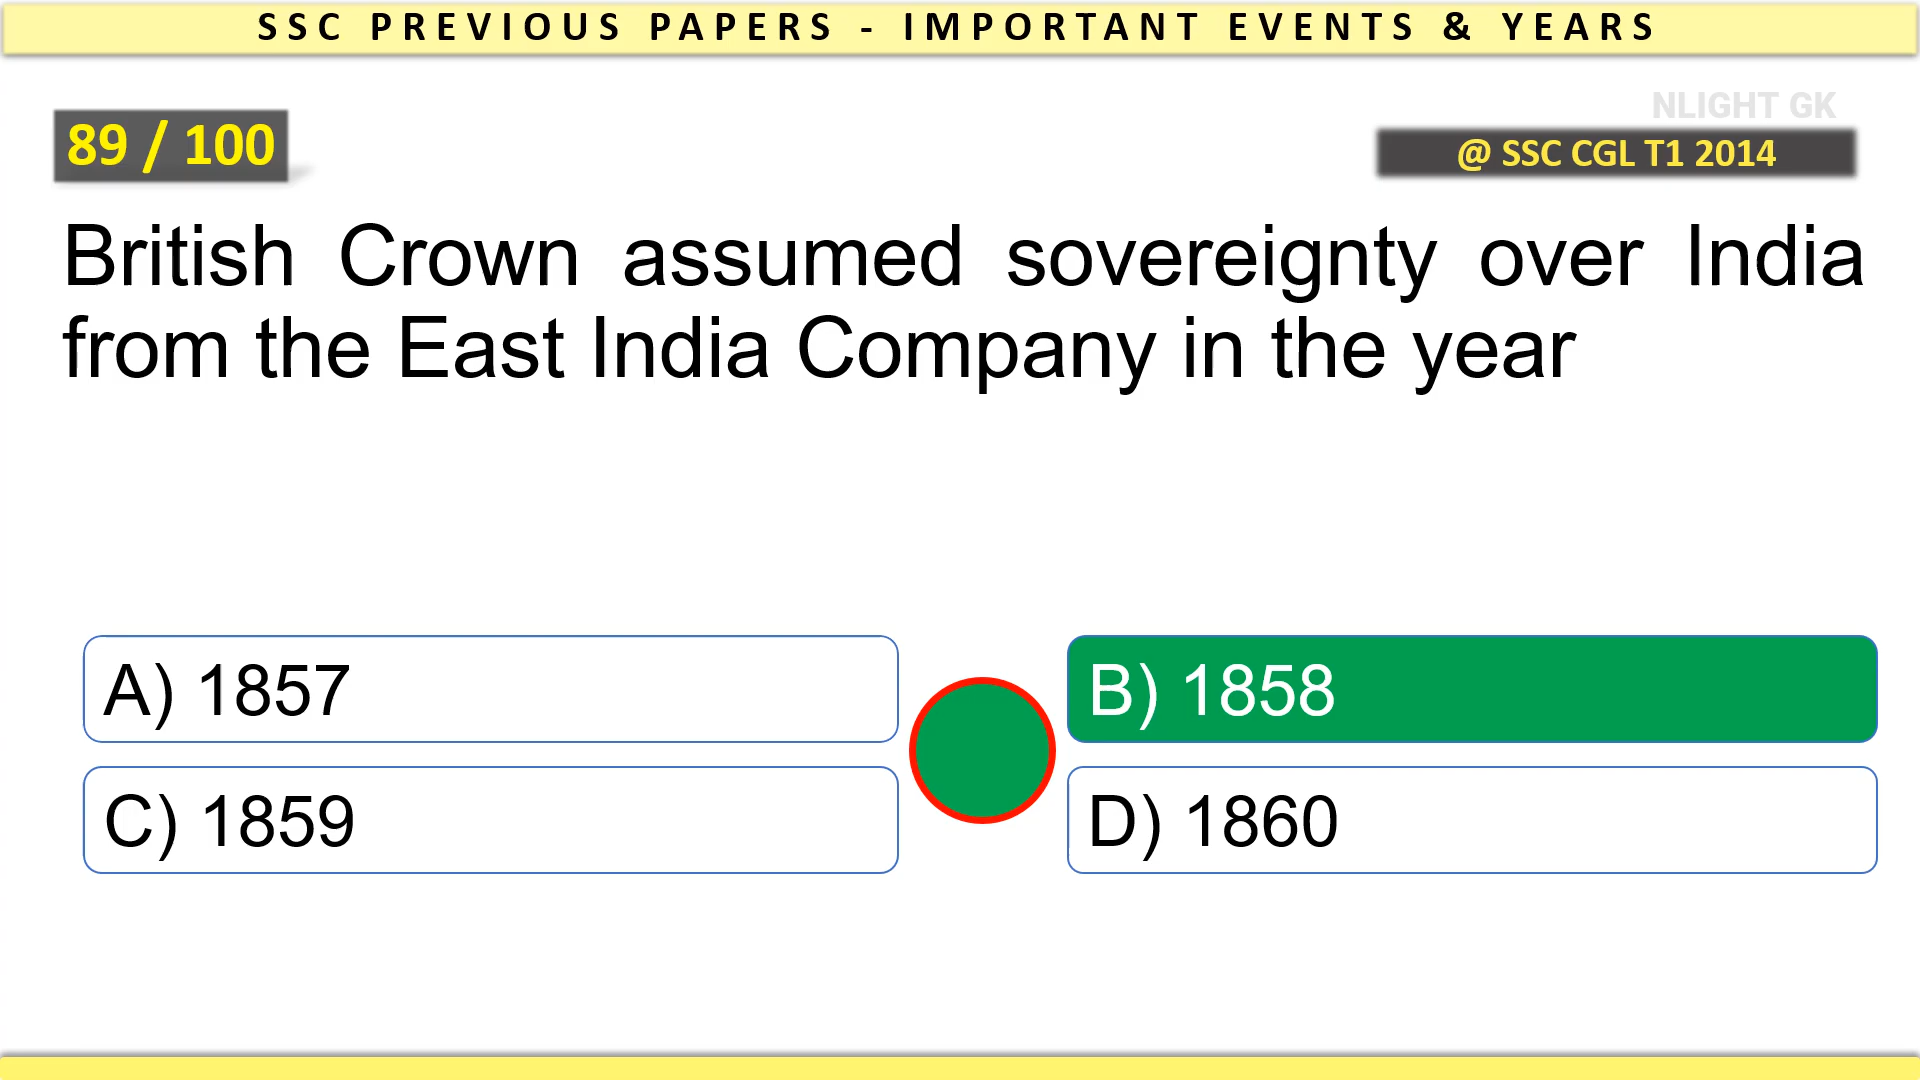 SSC PREVIOUS PAPERS - IMPORTANT EVENTS & YEARS
NLIGHT GK
89 / 100
@ SSC CGL T1 2014
British Crown assumed sovereignty over India
from the East India Company in the year
A) 1857
B) 1858
C) 1859
D) 1860